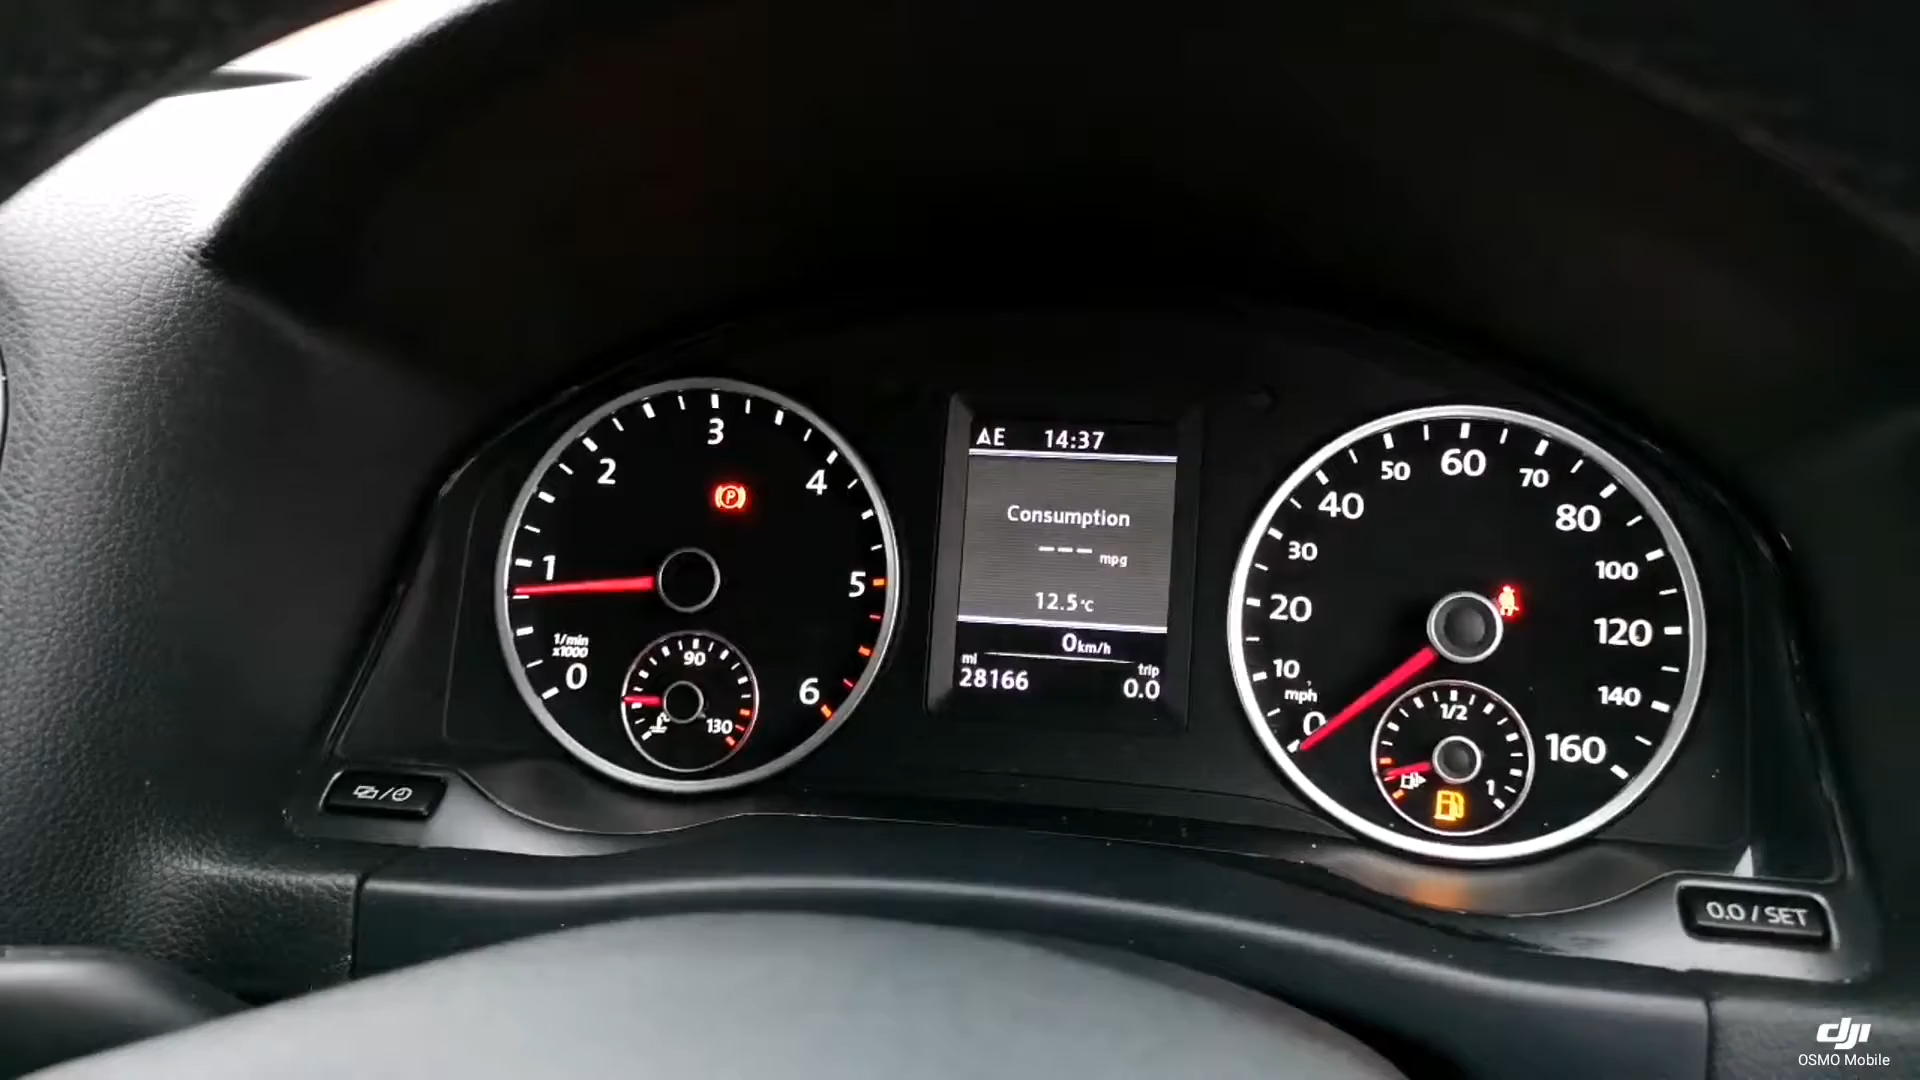 AE 14:37
Consumption
--- mpg
12.5°C
0km/h
mi
28166
trip
0.0
0
1
2
3
4
5
6
1/min
x1000
90
130
P
0
10
20
30
40
50
60
70
80
100
120
140
160
mph
1/2
1
0.0 / SET
dji
OSMO Mobile